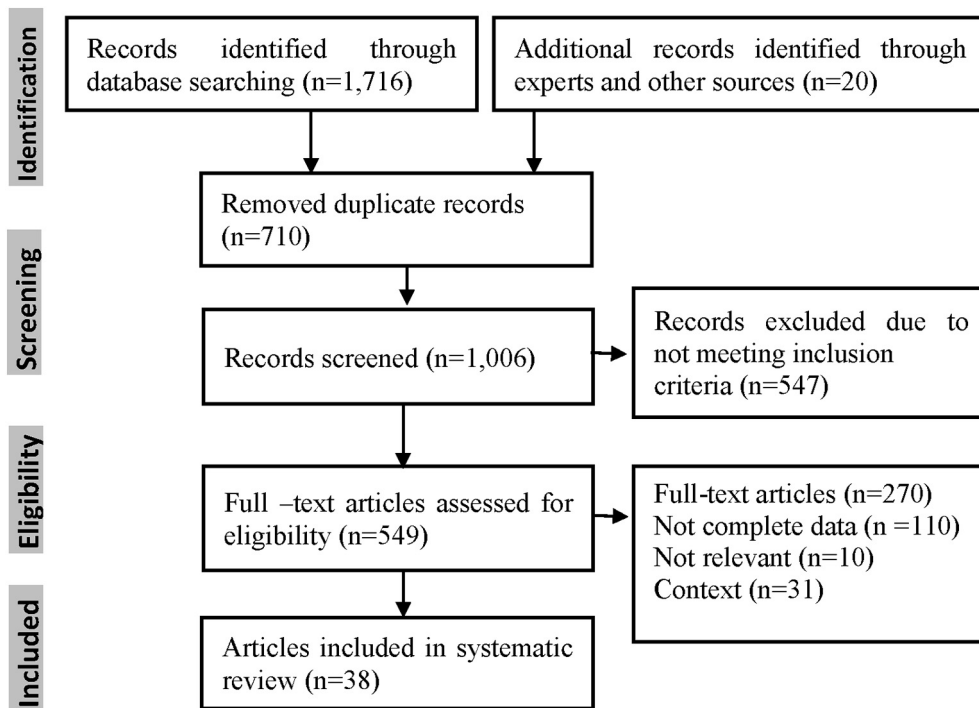 Identification
Records identified through
database searching (n=1,716)
Additional records identified through
experts and other sources (n=20)
Removed duplicate records
(n=710)
Screening
Records screened (n=1,006)
Records excluded due to
not meeting inclusion
criteria (n=547)
Eligibility
Full –text articles assessed for
eligibility (n=549)
Full-text articles (n=270)
Not complete data (n =110)
Not relevant (n=10)
Context (n=31)
Included
Articles included in systematic
review (n=38)